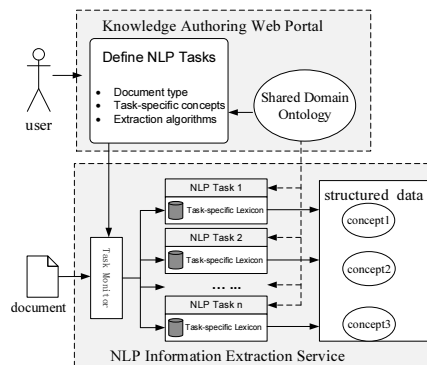 Knowledge Authoring Web Portal
Define NLP Tasks
• Document type
• Task-specific concepts
• Extraction algorithms
Shared Domain
Ontology
user
NLP Task 1
Task-specific Lexicon
NLP Task 2
Task-specific Lexicon
... ...
NLP Task n
Task-specific Lexicon
structured data
concept1
concept2
concept3
Task Monitor
document
NLP Information Extraction Service